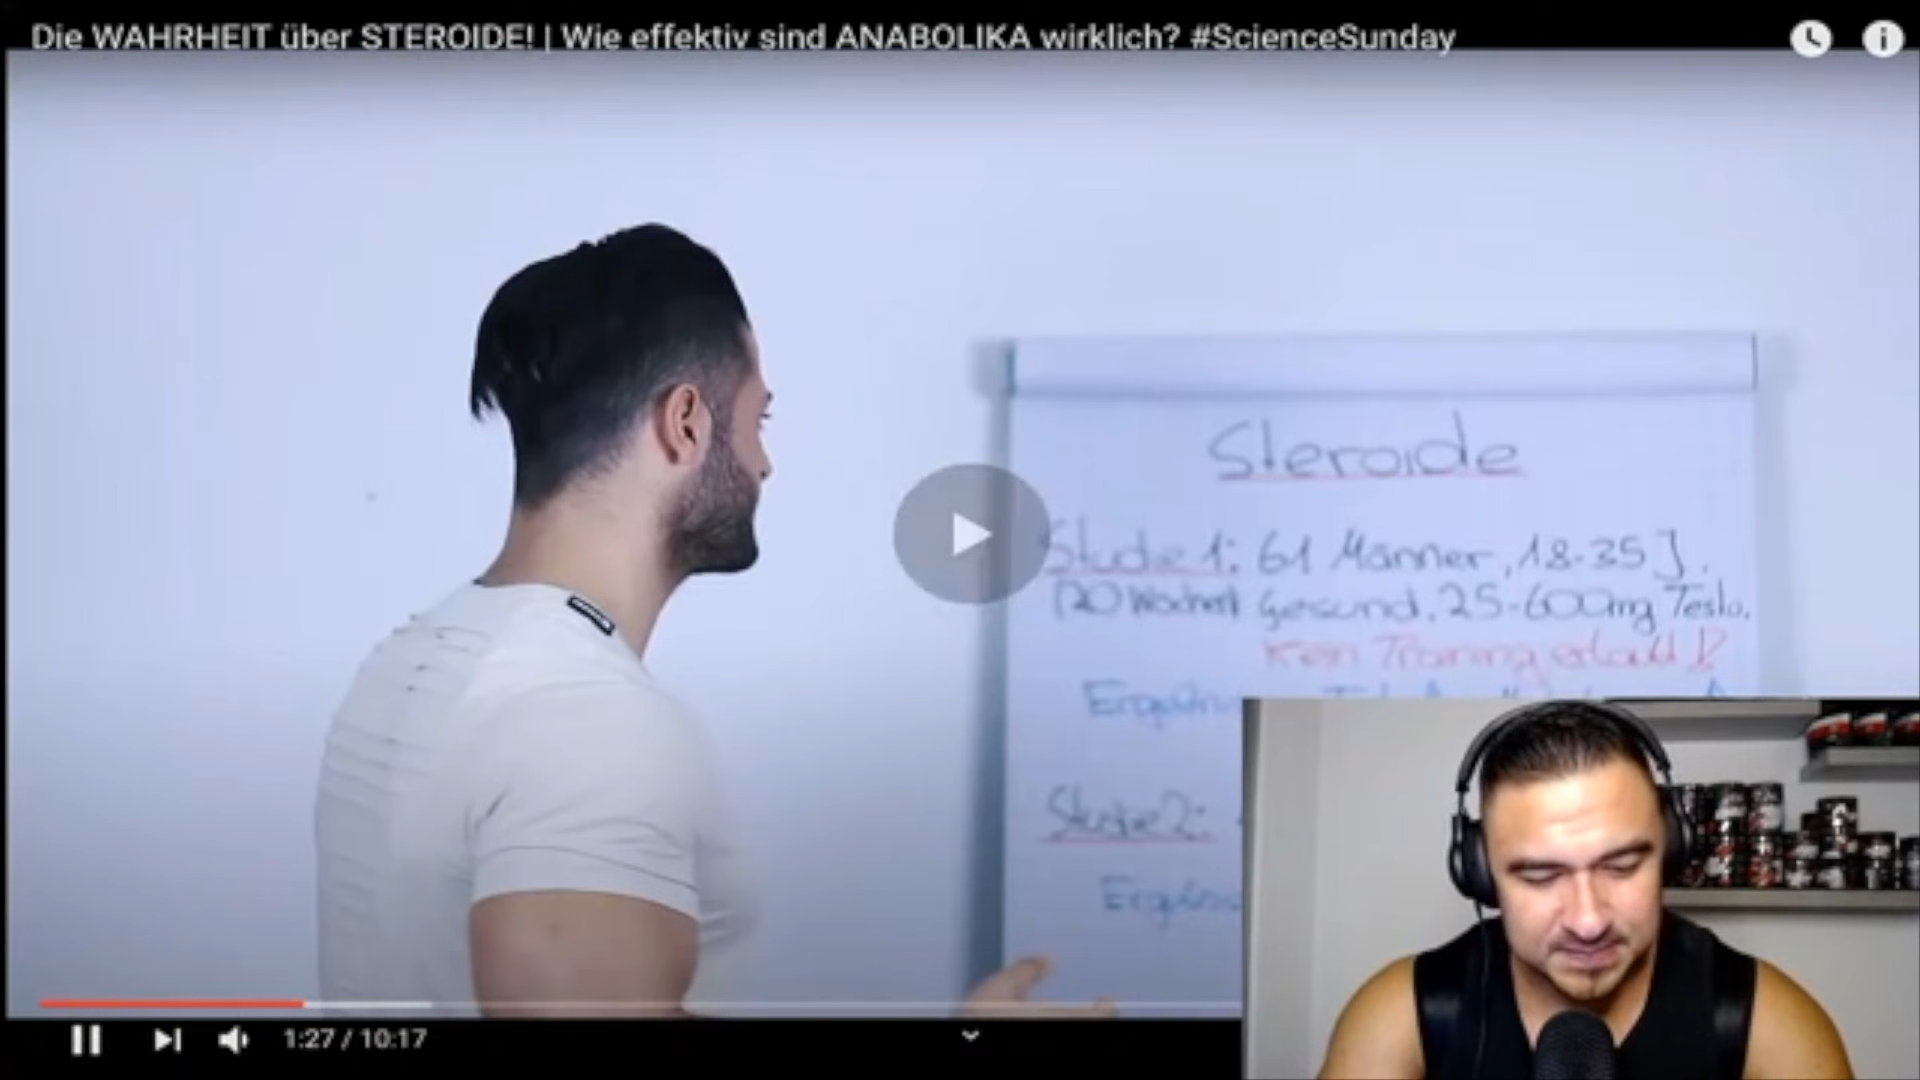 Die WAHRHEIT über STEROIDE! | Wie effektiv sind ANABOLIKA wirklich? #ScienceSunday
Steroide
Studie 1: 61 Männer, 18-35 J.
(20 Wochen) Gesund. 25-600mg Testo.
Kein Training erlaubt!
Studie 2:
1:27 / 10:17